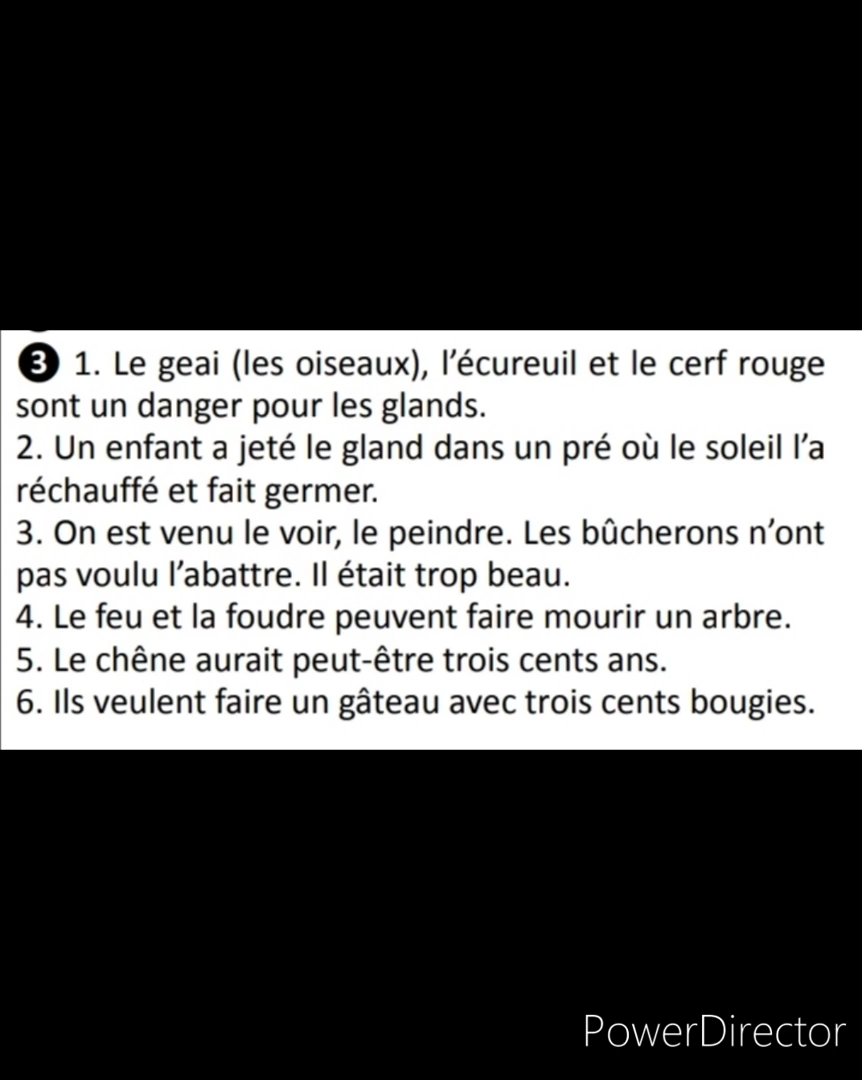 3 1. Le geai (les oiseaux), l'écureuil et le cerf rouge
sont un danger pour les glands.
2. Un enfant a jeté le gland dans un pré où le soleil l'a
réchauffé et fait germer.
3. On est venu le voir, le peindre. Les bûcherons n'ont
pas voulu l'abattre. Il était trop beau.
4. Le feu et la foudre peuvent faire mourir un arbre.
5. Le chêne aurait peut-être trois cents ans.
6. Ils veulent faire un gâteau avec trois cents bougies.
PowerDirector